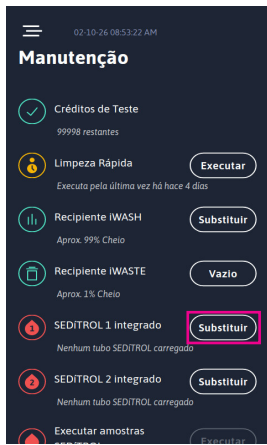 02-10-26 08:53:22 AM
Manutenção
Créditos de Teste
99998 restantes
Limpeza Rápida
Executar
Executa pela última vez há hace 4 dias
Recipiente iWASH
Substituir
Aprox. 99% Cheio
Recipiente iWASTE
Vazio
Aprox. 1% Cheio
SEDiTROL 1 integrado
Substituir
Nenhum tubo SEDiTROL carregado
SEDiTROL 2 integrado
Substituir
Nenhum tubo SEDiTROL carregado
Executar amostras
SEDiTROL
Executar